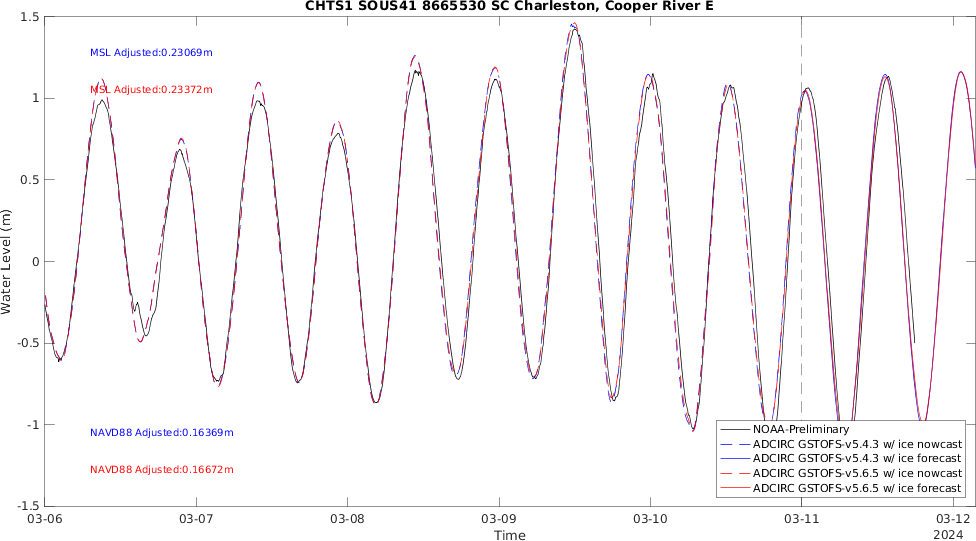 CHTS1 SOUS41 8665530 SC Charleston, Cooper River E
1.5
MSL Adjusted:0.23069m
MSL Adjusted:0.23372m
1
0.5
0
Water Level (m)
-0.5
-1
NAVD88 Adjusted:0.16369m
NAVD88 Adjusted:0.16672m
NOAA-Preliminary
ADCIRC GSTOFS-v5.4.3 w/ ice nowcast
ADCIRC GSTOFS-v5.4.3 w/ ice forecast
ADCIRC GSTOFS-v5.6.5 w/ ice nowcast
ADCIRC GSTOFS-v5.6.5 w/ ice forecast
-1.5
03-06 03-07 03-08 03-09 03-10 03-11 03-12
Time
2024